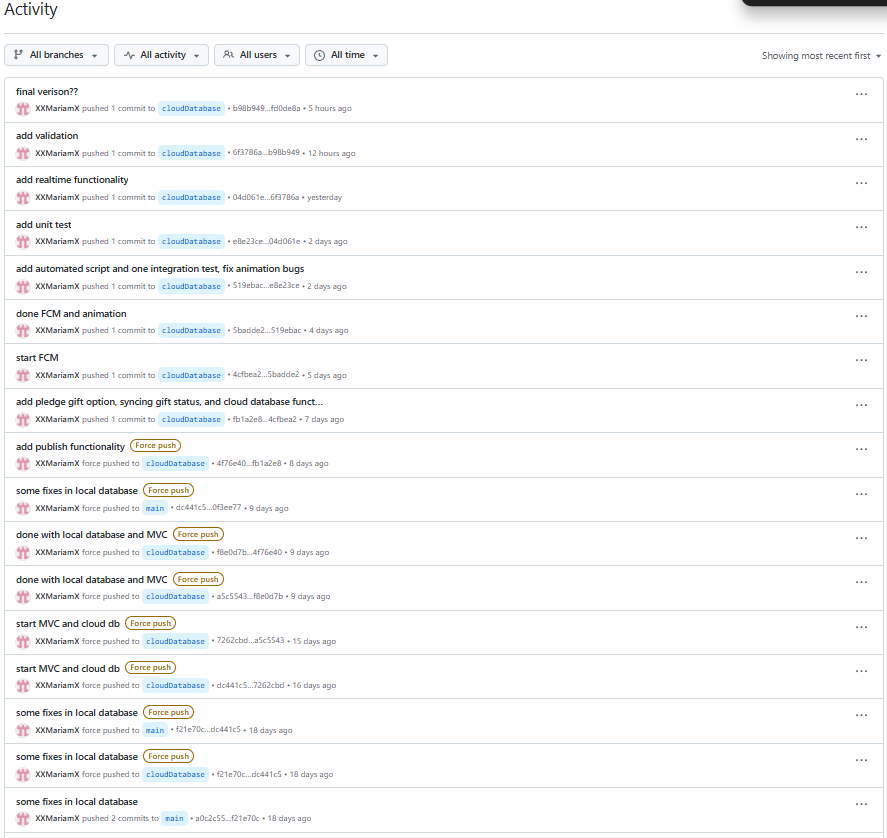 Activity
All branches All activity All users All time Showing most recent first
final verison??
XXMariamX pushed 1 commit to cloudDatabase • b98b949...fd0de8a • 5 hours ago
add validation
XXMariamX pushed 1 commit to cloudDatabase • 6f3786a...b98b949 • 12 hours ago
add realtime functionality
XXMariamX pushed 1 commit to cloudDatabase • 04d061e...6f3786a • yesterday
add unit test
XXMariamX pushed 1 commit to cloudDatabase • e8e23ce...04d061e • 2 days ago
add automated script and one integration test, fix animation bugs
XXMariamX pushed 1 commit to cloudDatabase • 519ebac...e8e23ce • 2 days ago
done FCM and animation
XXMariamX pushed 1 commit to cloudDatabase • 5badde2...519ebac • 4 days ago
start FCM
XXMariamX pushed 1 commit to cloudDatabase • 4cfbea2...5badde2 • 5 days ago
add pledge gift option, syncing gift status, and cloud database funct...
XXMariamX pushed 1 commit to cloudDatabase • fb1a2e8...4cfbea2 • 7 days ago
add publish functionality Force push
XXMariamX force pushed to cloudDatabase • 4f76e40...fb1a2e8 • 8 days ago
some fixes in local database Force push
XXMariamX force pushed to main • dc441c5...0f3ee77 • 9 days ago
done with local database and MVC Force push
XXMariamX force pushed to cloudDatabase • f8e0d7b...4f76e40 • 9 days ago
done with local database and MVC Force push
XXMariamX force pushed to cloudDatabase • a5c5543...f8e0d7b • 9 days ago
start MVC and cloud db Force push
XXMariamX force pushed to cloudDatabase • 7262cbd...a5c5543 • 15 days ago
start MVC and cloud db Force push
XXMariamX force pushed to cloudDatabase • dc441c5...7262cbd • 16 days ago
some fixes in local database Force push
XXMariamX force pushed to main • f21e70c...dc441c5 • 18 days ago
some fixes in local database Force push
XXMariamX force pushed to cloudDatabase • f21e70c...dc441c5 • 18 days ago
some fixes in local database
XXMariamX pushed 2 commits to main • a0c2c55...f21e70c • 18 days ago